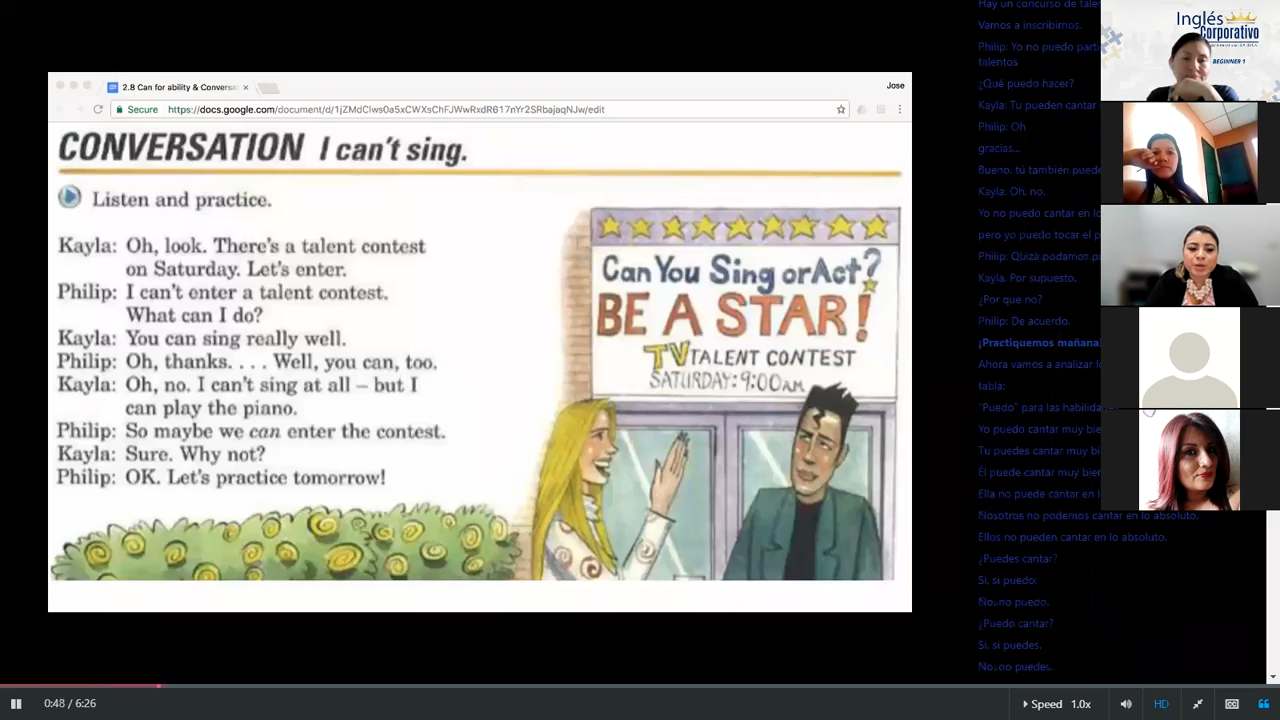 2.8 Can for ability & Conversa
Jose
Secure
https://docs.google.com/document/d/1jZMdClws0a5xCWXsChFJWwRxdR617nYr2SRbajaqNJw/edit
CONVERSATION I can't sing.
Listen and practice.
Kayla: Oh, look. There's a talent contest
on Saturday. Let's enter.
Philip: I can't enter a talent contest.
What can I do?
Kayla: You can sing really well.
Philip: Oh, thanks. . . . Well, you can too.
Kayla: Oh, no. I can't sing at all – but I
can play the piano.
Philip: So maybe we can enter the contest.
Kayla: Sure. Why not?
Philip: OK. Let's practice tomorrow!
Can You Sing or Act?
BE A STAR!
TV TALENT CONTEST
SATURDAY: 9:00 AM
Hay un concurso de tale
Vamos a inscribirnos.
Philip: Yo no puedo parti
talentos
¿Qué puedo hacer?
Kayla: Tu pueden cantar
Philip: Oh
gracias...
Bueno, tú también puede
Kayla: Oh, no.
Yo no puedo cantar en lo
pero yo puedo tocar el p
Philip: Quizá podamos p
Kayla. Por supuesto.
¿Por que no?
Philip: De acuerdo.
¡Practiquemos mañana!
Ahora vamos a analizar l
tabla:
"Puedo" para las habilida
Yo puedo cantar muy bie
Tu puedes cantar muy bi
Él puede cantar muy bien
Ella no puede cantar en l
Nosotros no podemos cantar en lo absoluto.
Ellos no pueden cantar en lo absoluto.
¿Puedes cantar?
Si, si puedo.
No, no puedo.
¿Puedo cantar?
Si, si puedes.
No, no puedes.
Inglés
Corporativo
BEGINNER 1
0:48 / 6:26
Speed 1.0x
HD
CC